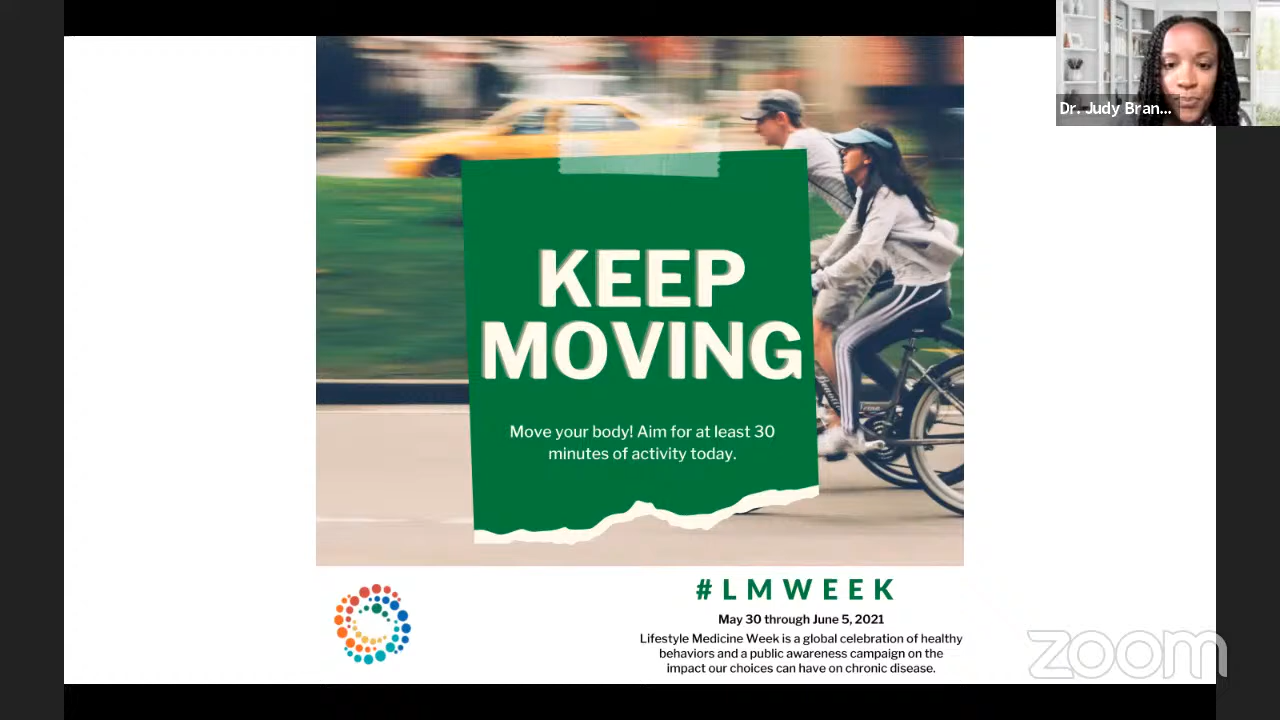 Dr. Judy Bran...
KEEP
MOVING
Move your body! Aim for at least 30
minutes of activity today.
#LMWEEK
May 30 through June 5, 2021
Lifestyle Medicine Week is a global celebration of healthy
behaviors and a public awareness campaign on the
impact our choices can have on chronic disease.
zoom